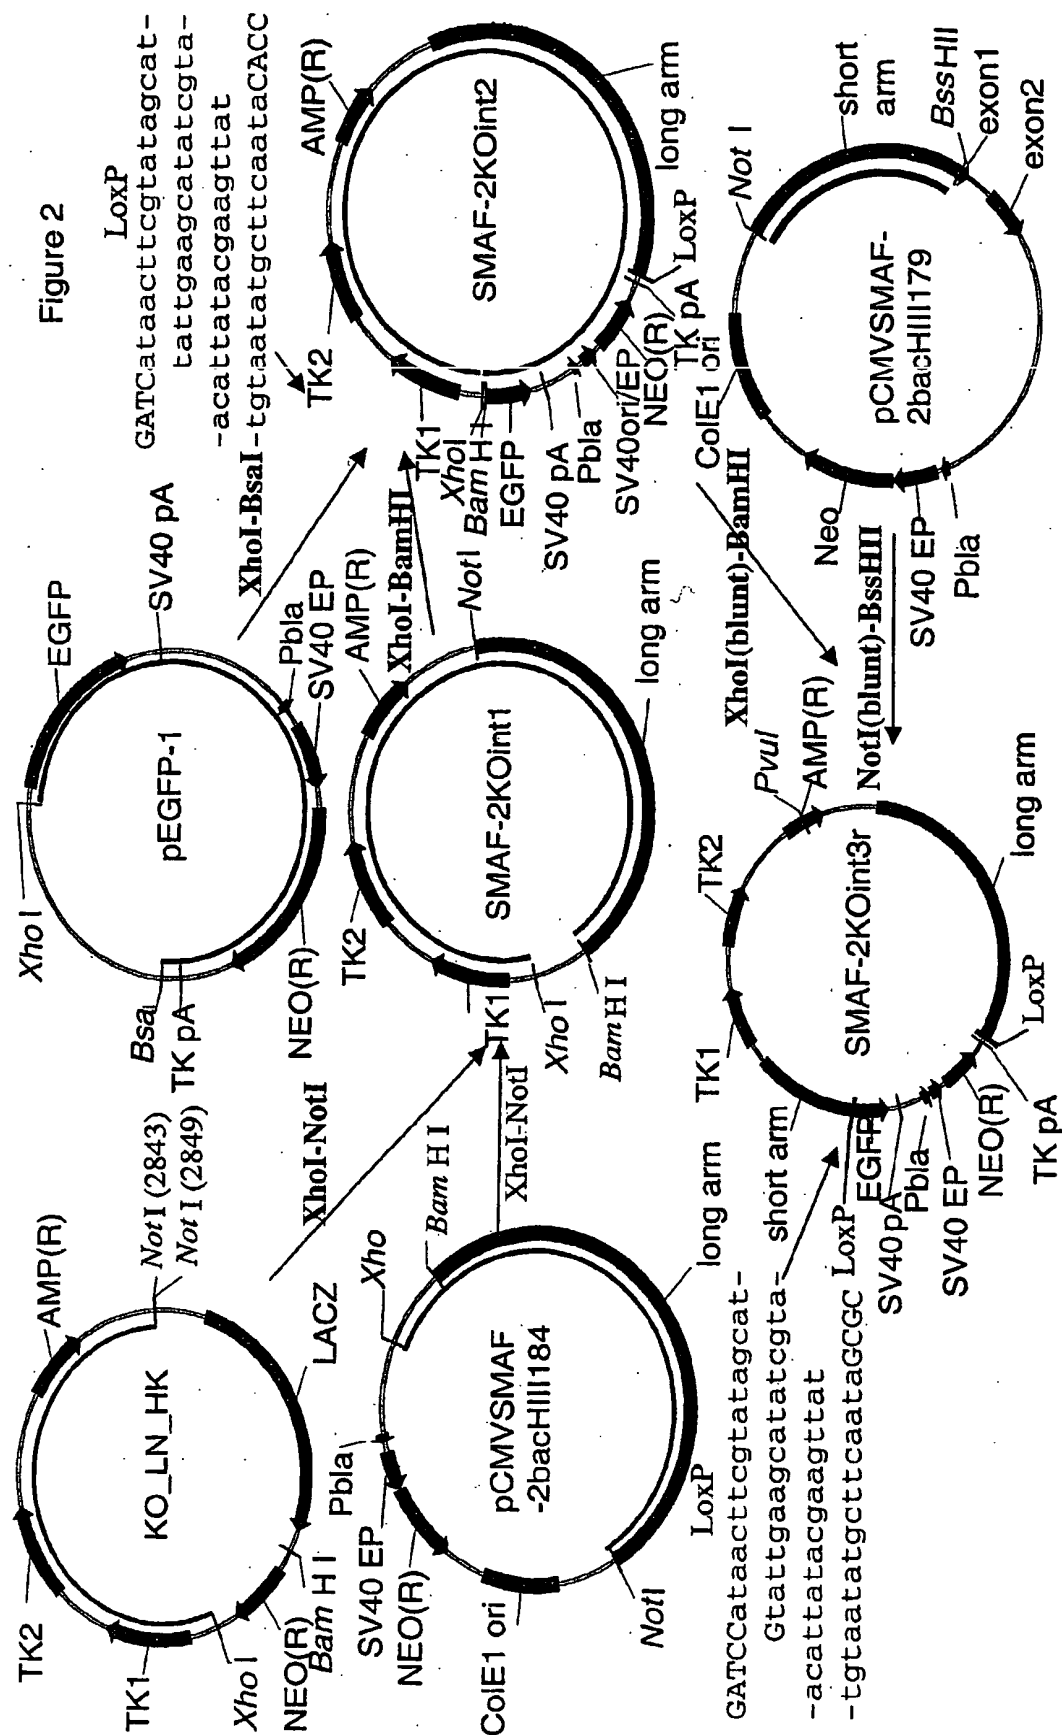 Figure 2
KO_LN_HK
TK2
AMP(R)
NotI (2843)
NotI (2849)
LACZ
Bam H I
NEO(R)
Xho I
TK1
XhoI-NotI
pEGFP-1
Xho I
EGFP
SV40 pA
Pbla
SV40 EP
NEO(R)
TK pA
Bsa
XhoI-BsaI
LoxP
GATCataacttcgtatagcat-
tattgaagcatatcgta-
-acattatacgaagttat
-tgtaatatgcttcaataCACC
pCMVSMAF
-2bacHIII184
Xho
Bam H I
long arm
NotI
ColE1 ori
NEO(R)
SV40 EP
Pbla
XhoI-NotI
SMAF-2KOint1
TK2
AMP(R)
Not I
long arm
Bam H I
Xho I
TK1
XhoI-BamHI
SMAF-2KOint2
TK2
AMP(R)
long arm
LoxP
TK pA
NEO(R)
SV40ori/EP
Pbla
SV40 pA
EGFP
Bam H
XhoI
TK1
LoxP
GATCCataacttcgtatagcat-
Gtattgaagcatatcgta-
-acattatacgaagttat
-tgtaatatgcttcaataGCGC
SMAF-2KOint3r
TK1
TK2
PvuI
AMP(R)
long arm
LoxP
TK pA
NEO(R)
SV40 EP
Pbla
SV40pA
EGFP
LoxP
short arm
XhoI(blunt)-BamHI
NotI(blunt)-BssHII
pCMVSMAF-
2bacHIII179
ColE1 ori
Not I
short
arm
BssHII
exon1
exon2
Pbla
SV40 EP
Neo